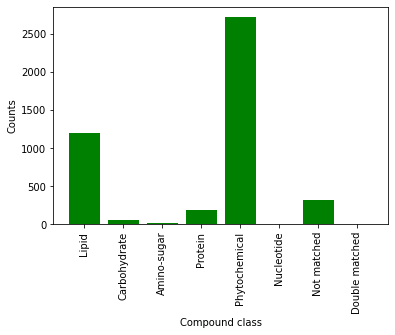 2500
2000
1500
1000
500
0
Counts
Lipid
Carbohydrate
Amino-sugar
Protein
Phytochemical
Nucleotide
Not matched
Double matched
Compound class